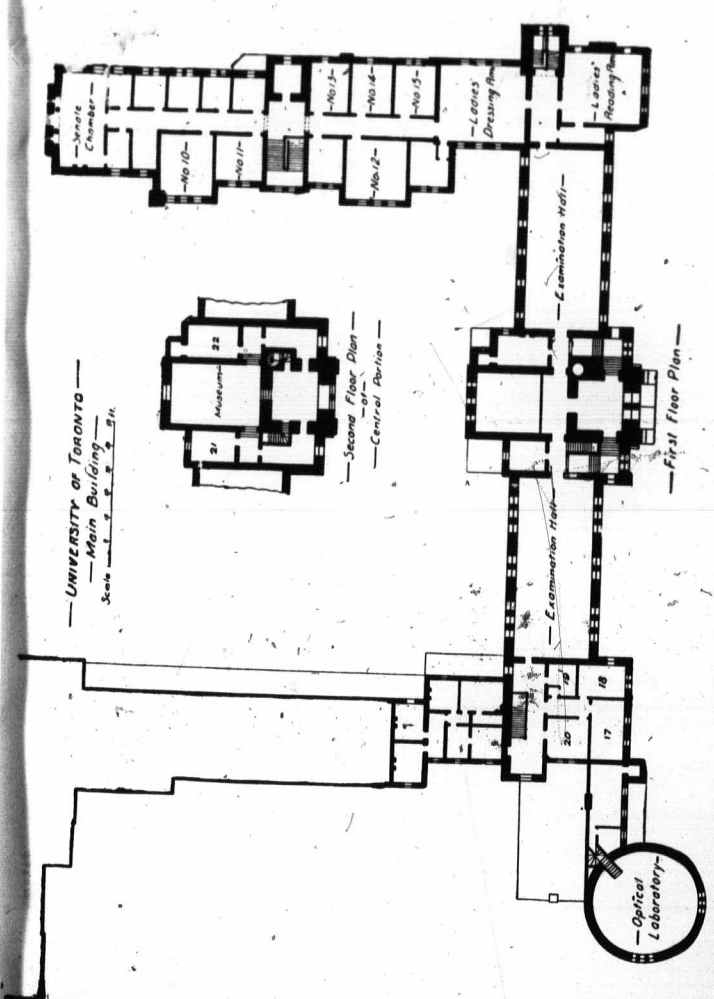 UNIVERSITY OF TORONTO
Main Building
Scale
ft.
Senate
Chamber
No 10
No 11
No 13
No 14
No 15
No 12
Ladies'
Dressing Rm
Ladies'
Reading Rm
Examination Hall
22
Museum
21
Second Floor Plan
of
Central Portion
First Floor Plan
Examination Hall
19
18
20
17
Optical
Laboratory